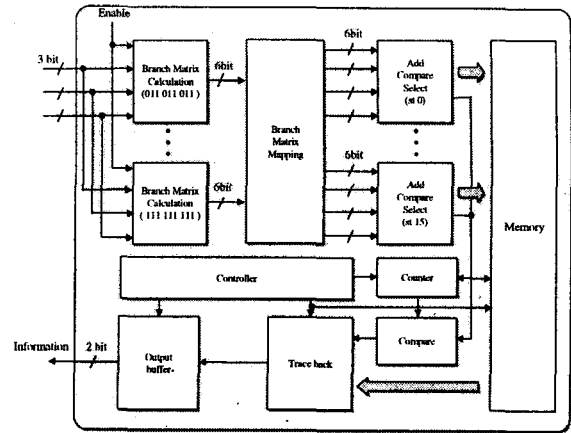 Enable
3 bit
Branch Matrix
Calculation
(011 011 011 )
6bit
Branch Matrix
Calculation
( 111 111 111 )
6bit
Branch
Matrix
Mapping
6bit
Add
Compare
Select
(st 0)
6bit
Add
Compare
Select
(st 15)
Memory
Controller
Counter
Compare
Trace back
Output
buffer-
2 bit
Information